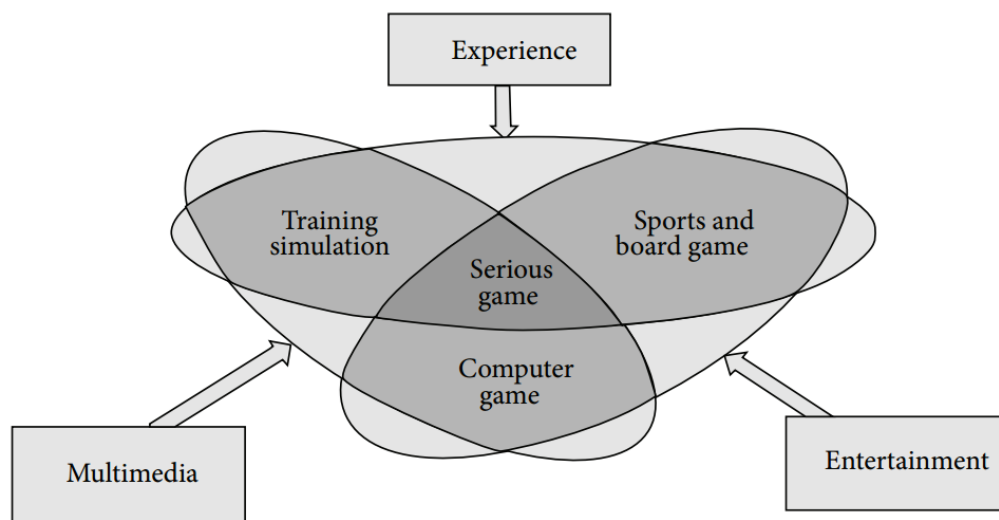 Experience
Training
simulation
Sports and
board game
Serious
game
Computer
game
Multimedia
Entertainment